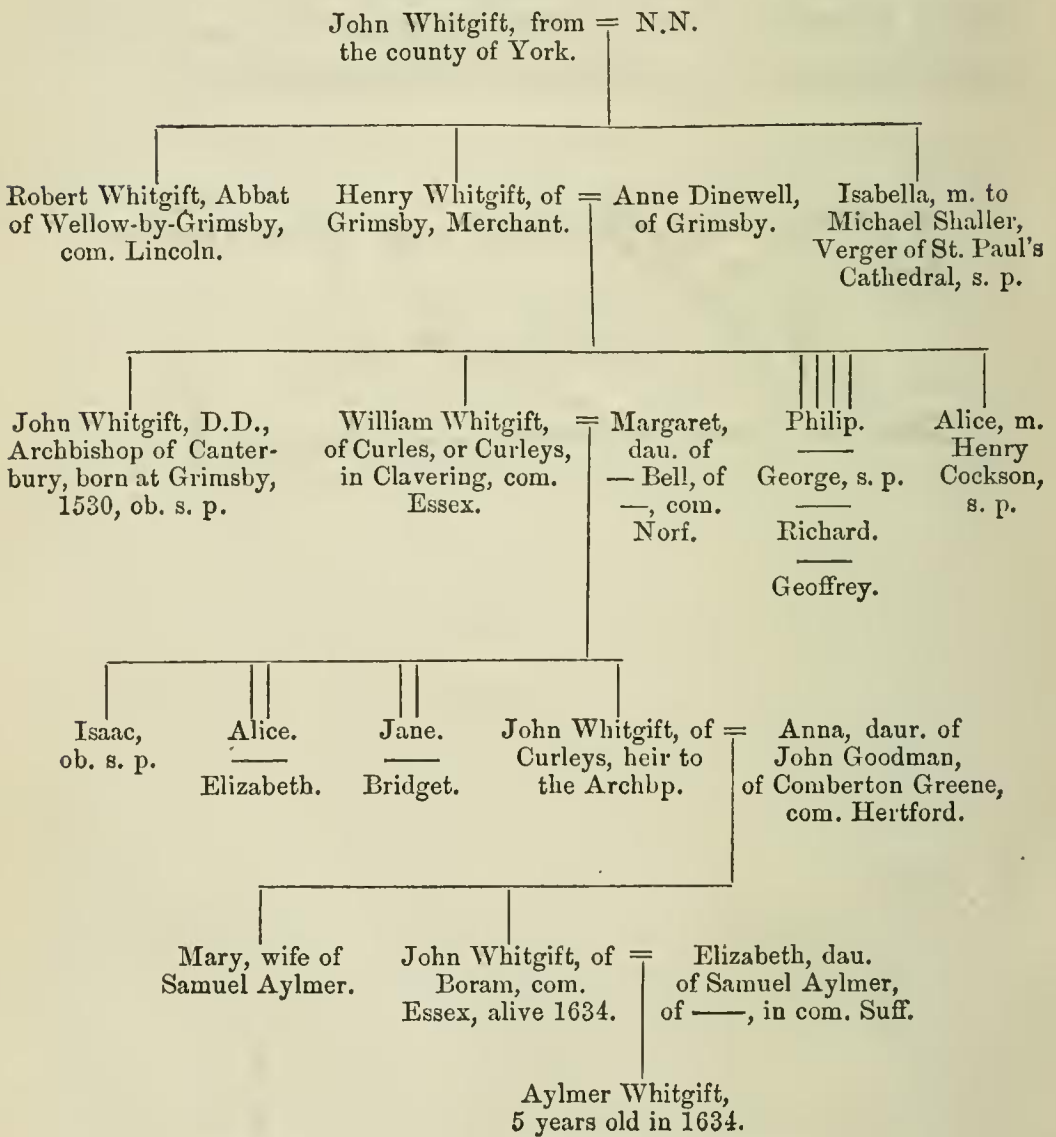 John Whitgift, from = N.N.
the county of York.
Robert Whitgift, Abbat
of Wellow-by-Grimsby,
com. Lincoln.
Henry Whitgift, of =
Grimsby, Merchant.
Anne Dinewell,
of Grimsby.
Isabella, m. to
Michael Shaller,
Verger of St. Paul's
Cathedral, s. p.
John Whitgift, D.D.,
Archbishop of Canter-
bury, born at Grimsby,
1530, ob. s. p.
William Whitgift, =
of Curles, or Curleys,
in Clavering, com.
Essex.
Margaret,
dau. of
— Bell, of
—, com.
Norf.
Philip.
George, s. p.
Richard.
Geoffrey.
Alice, m.
Henry
Cockson,
s. p.
Isaac,
ob. s. p.
Alice.
Elizabeth.
Jane.
Bridget.
John Whitgift, of =
Curleys, heir to
the Archbp.
Anna, daur. of
John Goodman,
of Comberton Greene,
com. Hertford.
Mary, wife of
Samuel Aylmer.
John Whitgift, of =
Boram, com.
Essex, alive 1634.
Elizabeth, dau.
of Samuel Aylmer,
of ——, in com. Suff.
Aylmer Whitgift,
5 years old in 1634.